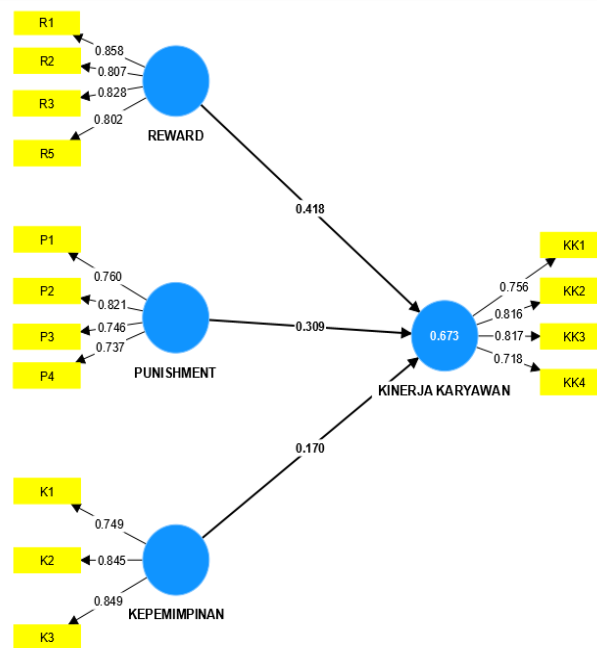 R1
0.858
R2
0.807
R3
0.828
0.802
R5
REWARD
0.418
P1
0.760
P2
0.821
P3
0.746
0.737
P4
PUNISHMENT
0.309
KK1
0.756
KK2
0.816
0.673
0.817
KK3
0.718
KK4
KINERJA KARYAWAN
0.170
K1
0.749
K2
0.845
0.849
K3
KEPEMIMPINAN